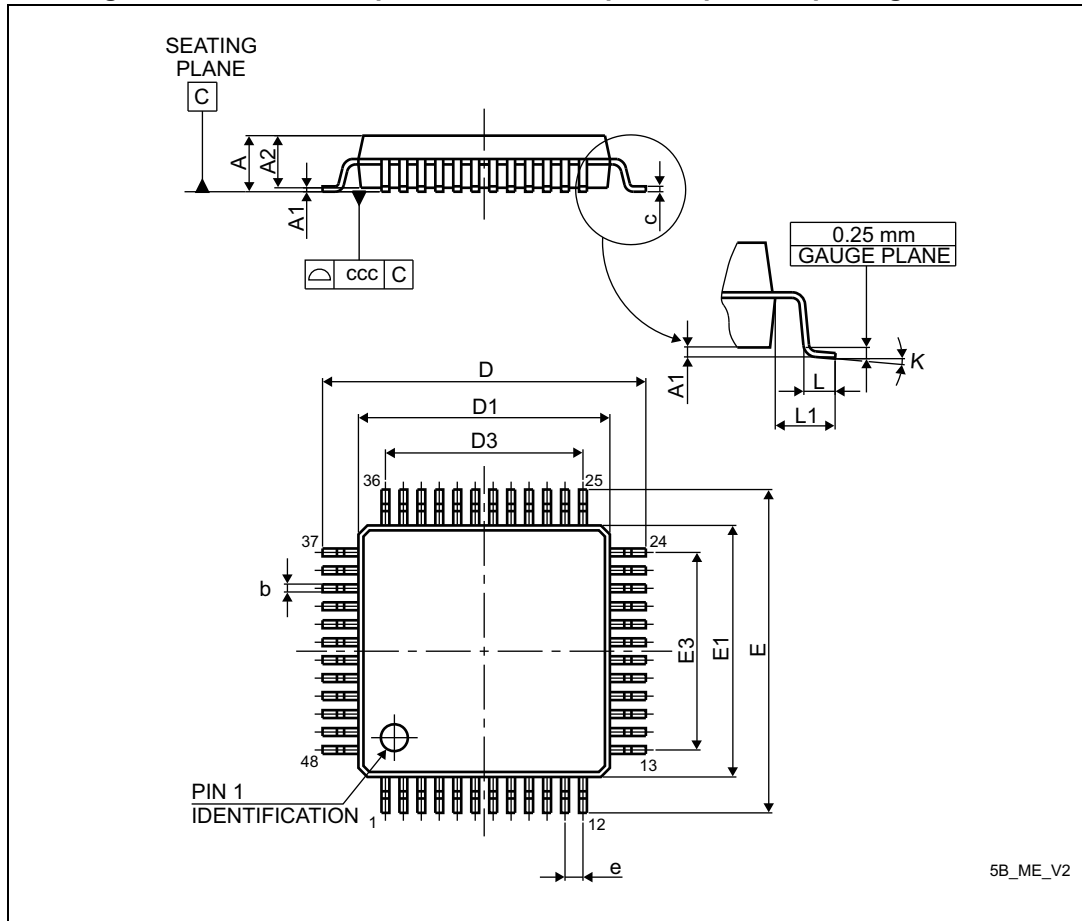 SEATING
PLANE
C
A
A2
A1
c
ccc C
0.25 mm
GAUGE PLANE
A1
K
L
L1
D
D1
D3
36
25
37
24
b
E3
E1
E
48
13
PIN 1
IDENTIFICATION
1
12
e
5B_ME_V2